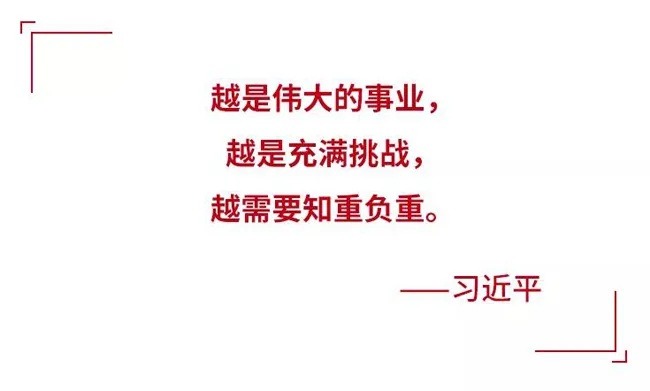 越是伟大的事业，
越是充满挑战，
越需要知重负重。
——习近平